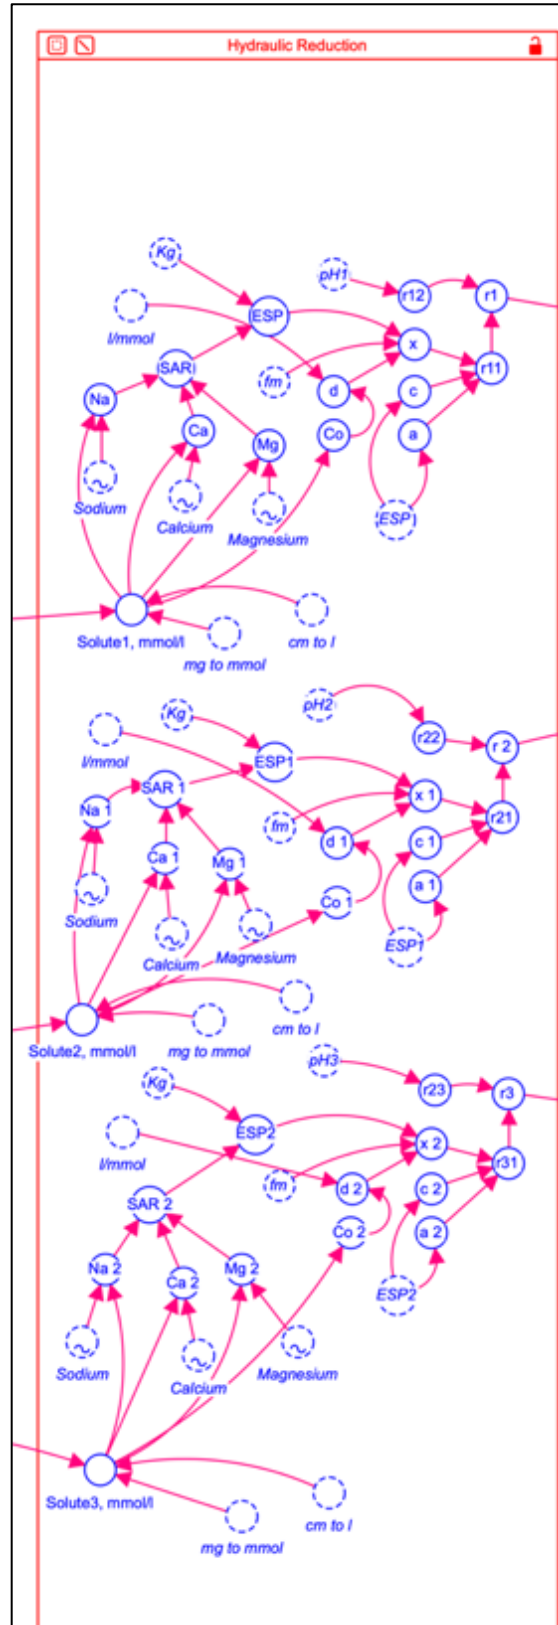 Hydraulic Reduction
Kg
pH1
r12
r1
l/mmol
ESP
x
SAR
fm
d
r11
Na
c
Ca
Mg
Co
a
Sodium
Calcium
Magnesium
ESP
Solute1, mmol/l
mg to mmol
cm to l
Kg
pH2
r22
r 2
l/mmol
ESP1
SAR 1
x 1
Na 1
fm
r21
d 1
c 1
Ca 1
Mg 1
a 1
Co 1
Sodium
Calcium
Magnesium
ESP1
Solute2, mmol/l
mg to mmol
cm to l
Kg
pH3
r23
r3
l/mmol
ESP2
x 2
r31
fm
d 2
c 2
SAR 2
Co 2
a 2
Na 2
Ca 2
Mg 2
ESP2
Sodium
Calcium
Magnesium
Solute3, mmol/l
mg to mmol
cm to l